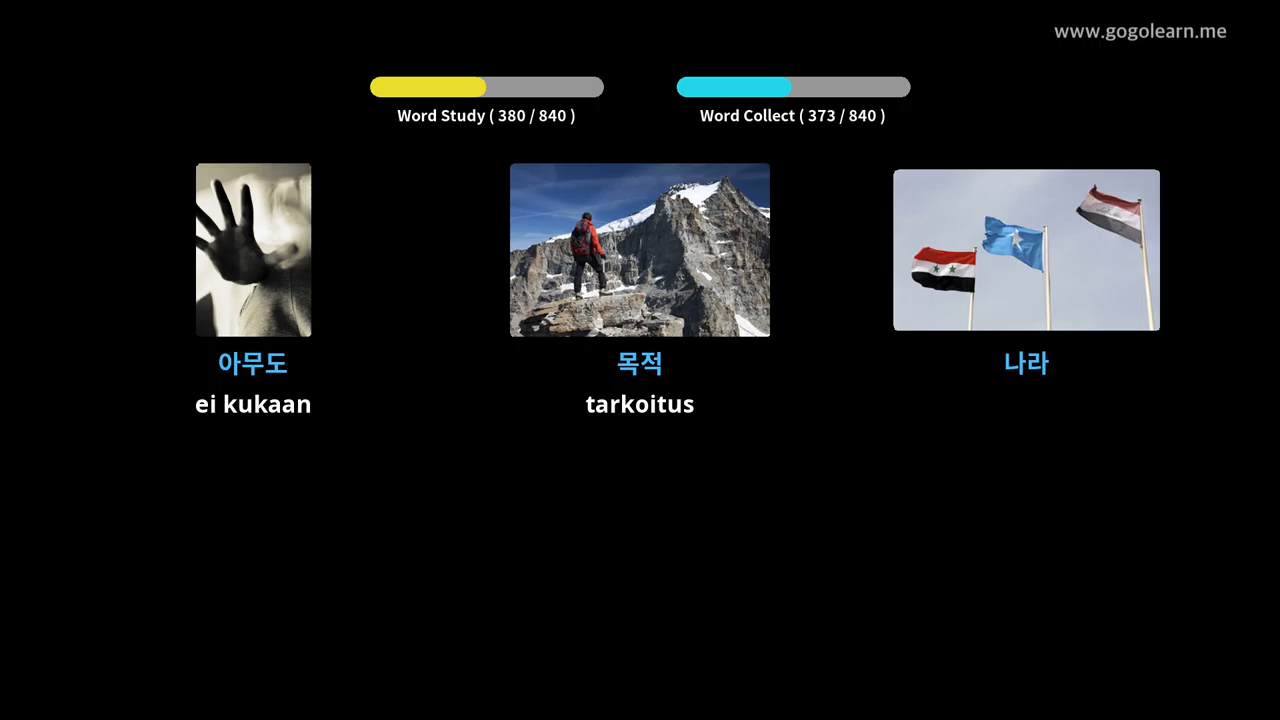 www.gogolearn.me
Word Study ( 380 / 840 )
Word Collect ( 373 / 840 )
아무도
목적
나라
ei kukaan
tarkoitus